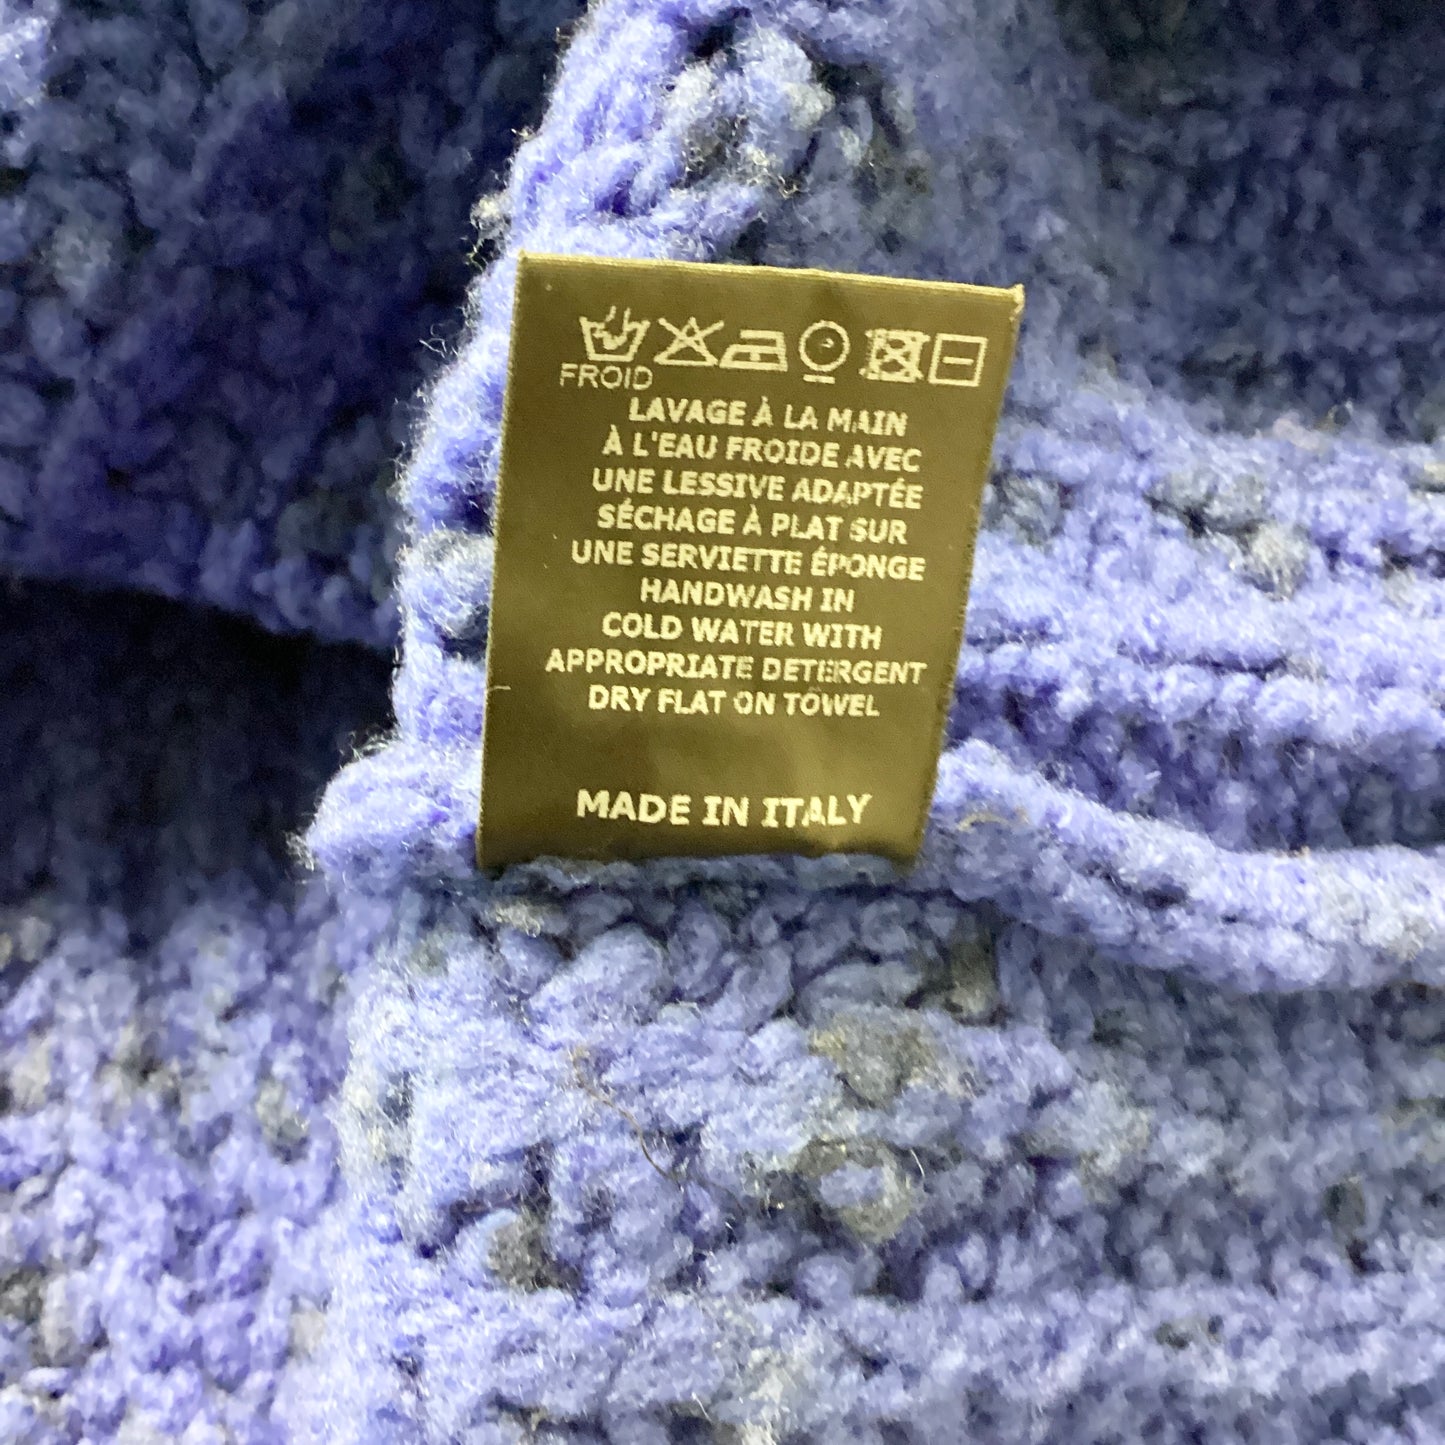 FROID
LAVAGE À LA MAIN
À L'EAU FROIDE AVEC
UNE LESSIVE ADAPTÉE
SÉCHAGE À PLAT SUR
UNE SERVIETTE ÉPONGE
HANDWASH IN
COLD WATER WITH
APPROPRIATE DETERGENT
DRY FLAT ON TOWEL
MADE IN ITALY